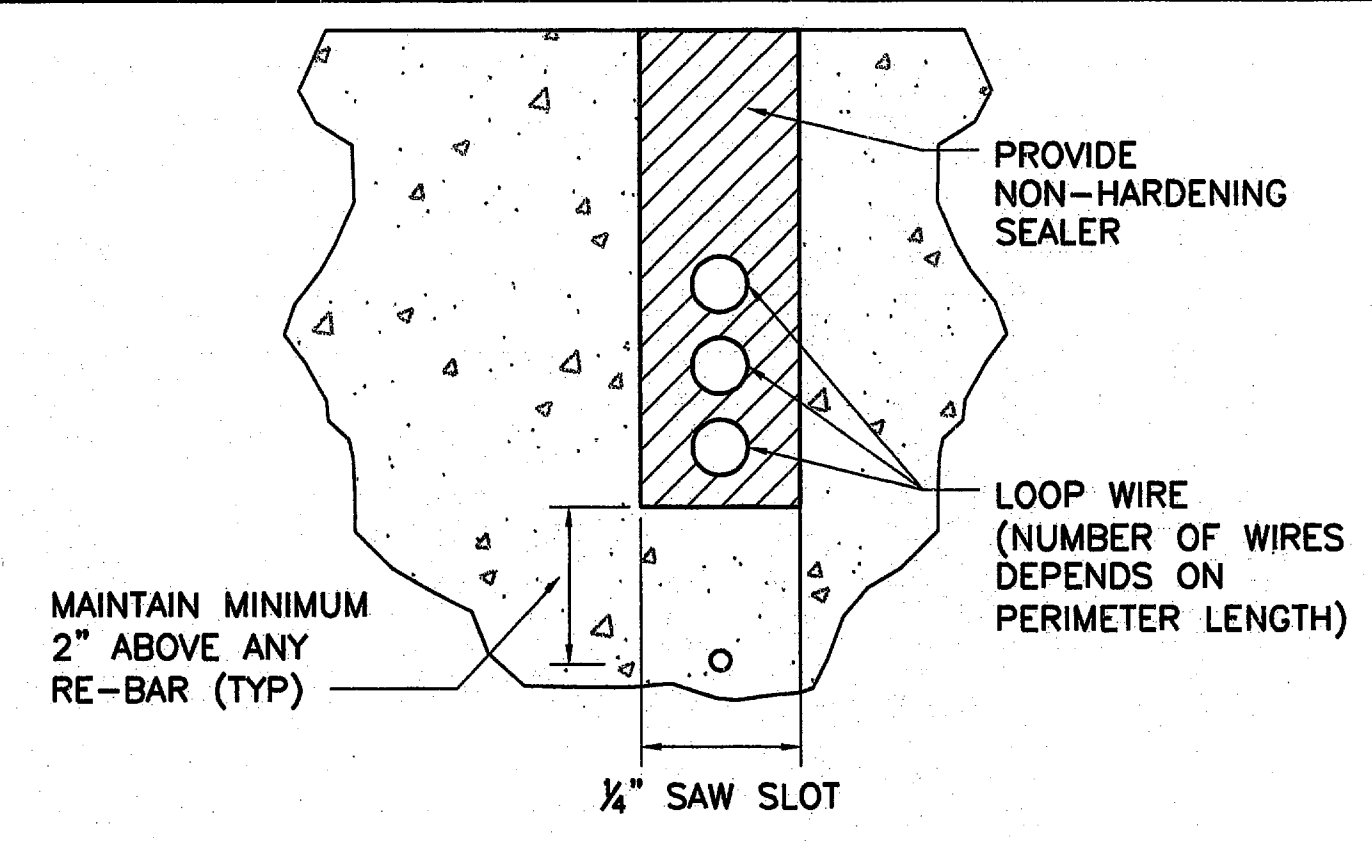 PROVIDE
NON-HARDENING
SEALER
LOOP WIRE
(NUMBER OF WIRES
DEPENDS ON
PERIMETER LENGTH)
MAINTAIN MINIMUM
2" ABOVE ANY
RE-BAR (TYP)
¼" SAW SLOT